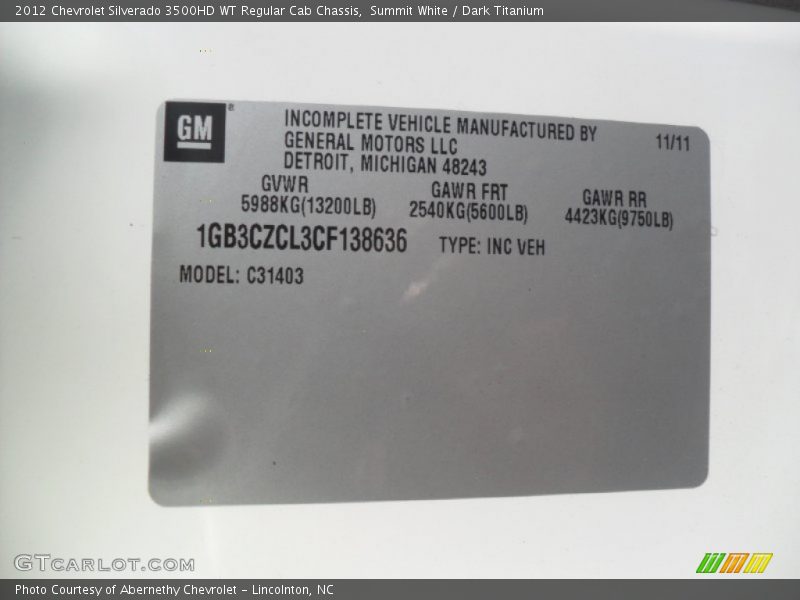 2012 Chevrolet Silverado 3500HD WT Regular Cab Chassis,  Summit White / Dark Titanium
GM®
INCOMPLETE VEHICLE MANUFACTURED BY
GENERAL MOTORS LLC
DETROIT, MICHIGAN 48243
11/11
GVWR
5988KG(13200LB)
GAWR FRT
2540KG(5600LB)
GAWR RR
4423KG(9750LB)
1GB3CZCL3CF138636
TYPE: INC VEH
MODEL: C31403
GTCARLOT.COM
Photo Courtesy of Abernethy Chevrolet – Lincolnton, NC